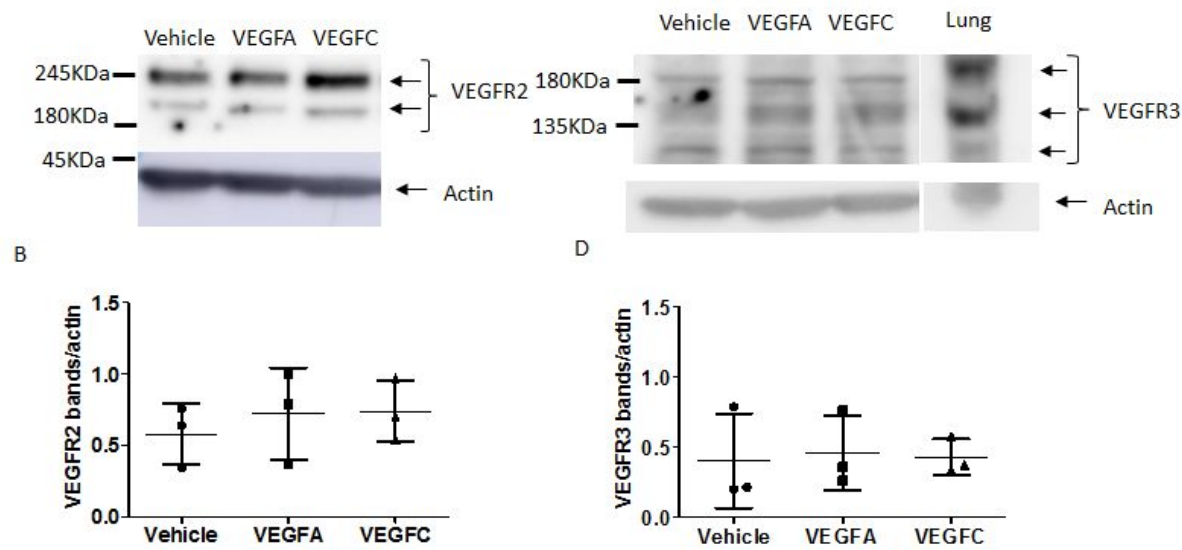 Vehicle VEGFA VEGFC
245KDa
180KDa
VEGFR2
45KDa
Actin
Vehicle VEGFA VEGFC Lung
180KDa
135KDa
VEGFR3
Actin
B
VEGFR2 bands/actin
1.5
1.0
0.5
0.0
Vehicle VEGFA VEGFC
D
VEGFR3 bands/actin
1.5
1.0
0.5
0.0
Vehicle VEGFA VEGFC